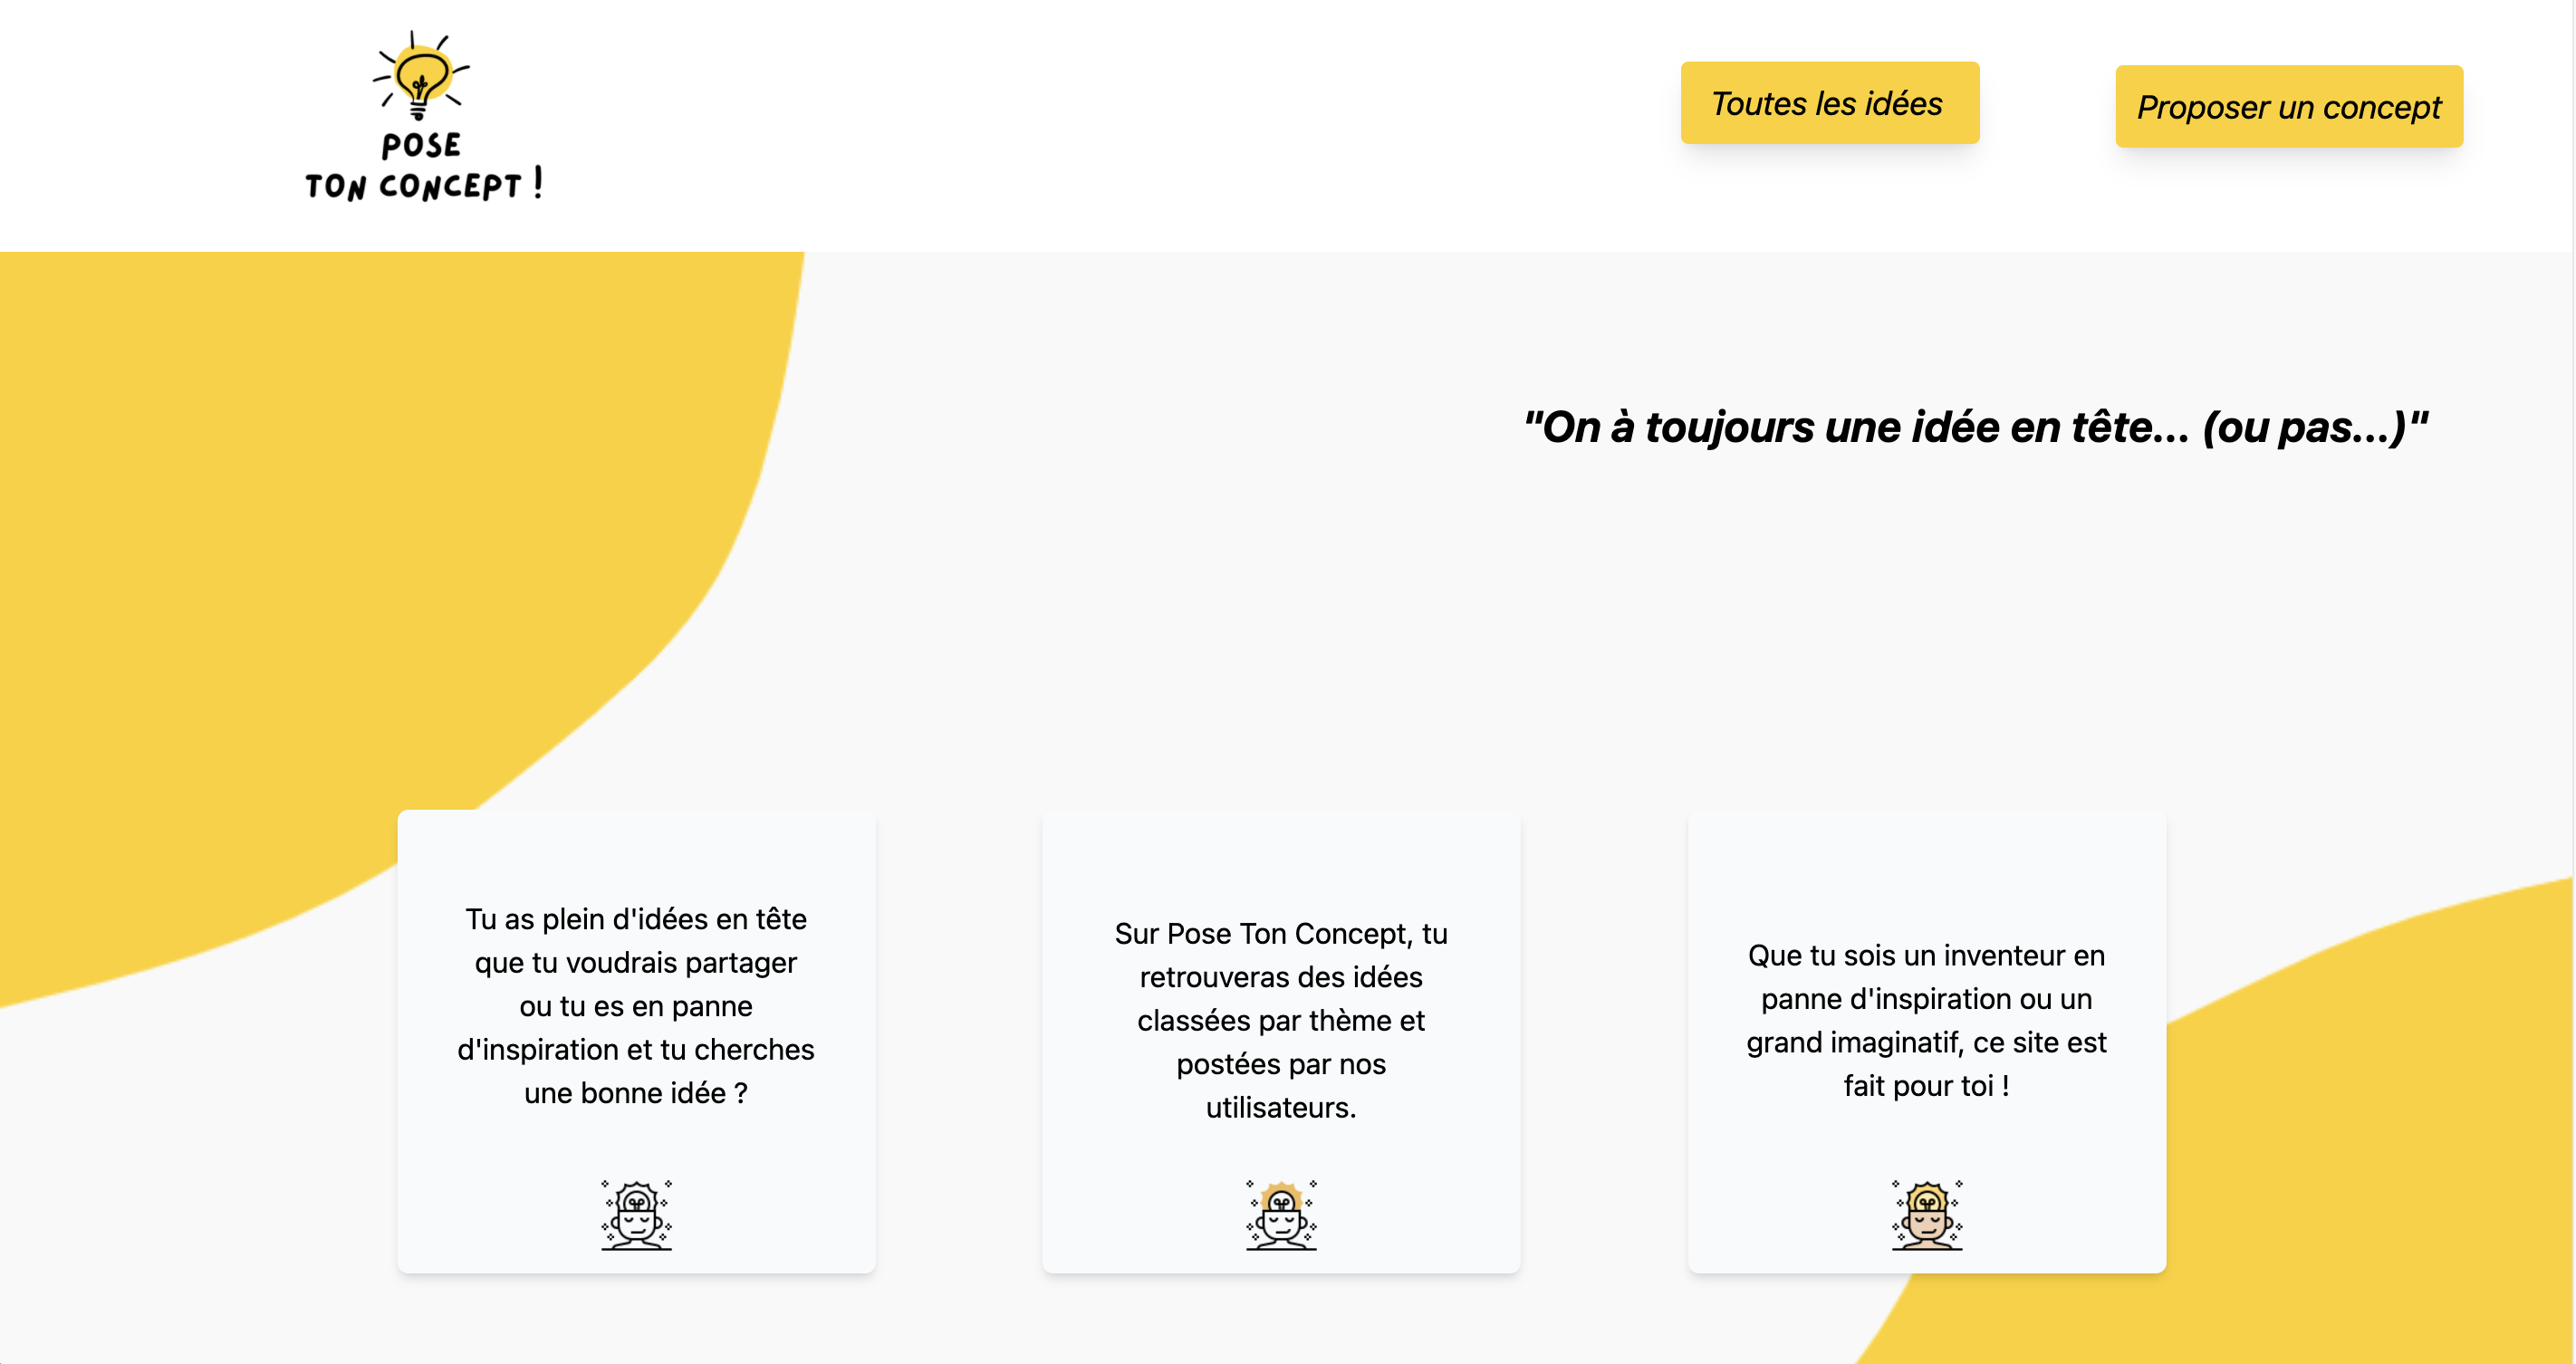 POSE
TON CONCEPT !
Toutes les idées
Proposer un concept
"On à toujours une idée en tête... (ou pas...)"
Tu as plein d'idées en tête
que tu voudrais partager
ou tu es en panne
d'inspiration et tu cherches
une bonne idée ?
Sur Pose Ton Concept, tu
retrouveras des idées
classées par thème et
postées par nos
utilisateurs.
Que tu sois un inventeur en
panne d'inspiration ou un
grand imaginatif, ce site est
fait pour toi !